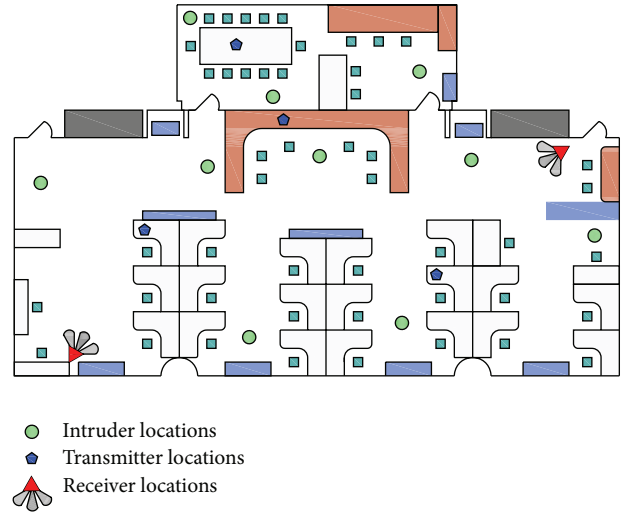 Intruder locations
Transmitter locations
Receiver locations